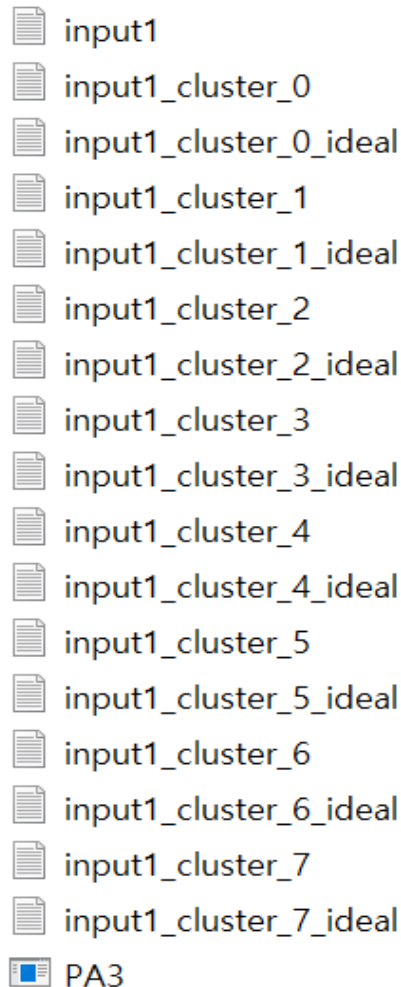 input1
input1_cluster_0
input1_cluster_0_ideal
input1_cluster_1
input1_cluster_1_ideal
input1_cluster_2
input1_cluster_2_ideal
input1_cluster_3
input1_cluster_3_ideal
input1_cluster_4
input1_cluster_4_ideal
input1_cluster_5
input1_cluster_5_ideal
input1_cluster_6
input1_cluster_6_ideal
input1_cluster_7
input1_cluster_7_ideal
PA3